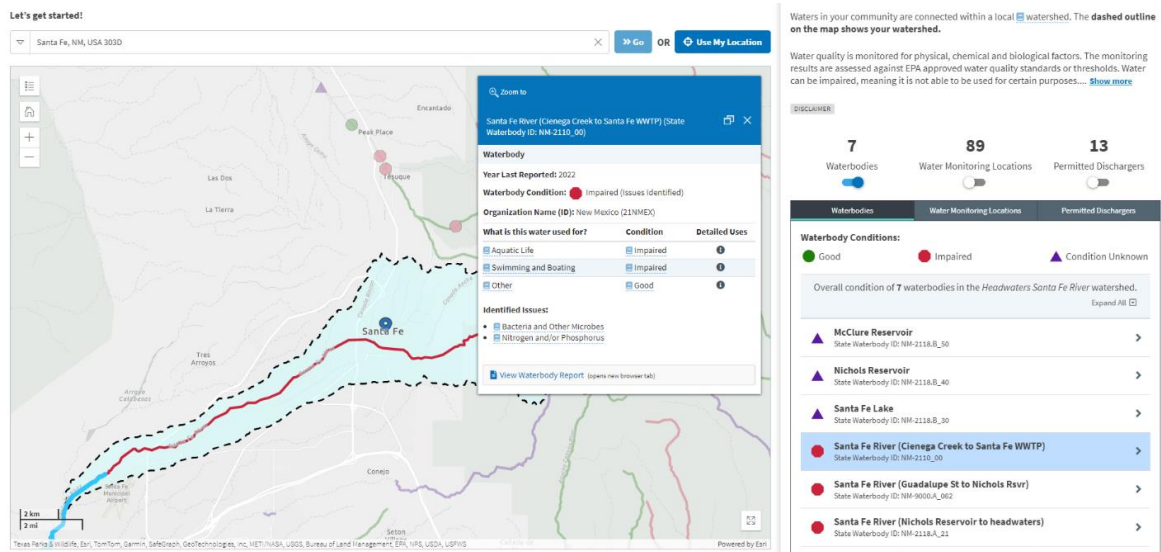 Let's get started!
Santa Fe, NM, USA 303D
Go
OR
Use My Location
Encantado
Peak Place
Tesuque
Las Dos
La Tierra
Santa Fe
Tres
Arroyos
Arroyo
Calabasas
Santa Fe
Municipal
Airport
Conejo
Seton
Village
2 km
2 mi
Texas Parks & Wildlife, Esri, TomTom, Garmin, SafeGraph, GeoTechnologies, Inc, METI/NASA, USGS, Bureau of Land Management, EPA, NPS, USDA, USFWS
Powered by Esri
Zoom to
Santa Fe River (Cienega Creek to Santa Fe WWTP) (State
Waterbody ID: NM-2110_00)
Waterbody
Year Last Reported: 2022
Waterbody Condition: Impaired (Issues Identified)
Organization Name (ID): New Mexico (21NMEX)
What is this water used for? Condition Detailed Uses
Aquatic Life Impaired
Swimming and Boating Impaired
Other Good
Identified Issues:
• Bacteria and Other Microbes
• Nitrogen and/or Phosphorus
View Waterbody Report (opens new browser tab)
Waters in your community are connected within a local watershed. The dashed outline
on the map shows your watershed.
Water quality is monitored for physical, chemical and biological factors. The monitoring
results are assessed against EPA approved water quality standards or thresholds. Water
can be impaired, meaning it is not able to be used for certain purposes.... Show more
DISCLAIMER
7 89 13
Waterbodies Water Monitoring Locations Permitted Dischargers
Waterbodies Water Monitoring Locations Permitted Dischargers
Waterbody Conditions:
Good Impaired Condition Unknown
Overall condition of 7 waterbodies in the Headwaters Santa Fe River watershed.
Expand All
McClure Reservoir
State Waterbody ID: NM-2118.B_50
Nichols Reservoir
State Waterbody ID: NM-2118.B_40
Santa Fe Lake
State Waterbody ID: NM-2118.B_30
Santa Fe River (Cienega Creek to Santa Fe WWTP)
State Waterbody ID: NM-2110_00
Santa Fe River (Guadalupe St to Nichols Rsvr)
State Waterbody ID: NM-9000.A_062
Santa Fe River (Nichols Reservoir to headwaters)
State Waterbody ID: NM-2118.A_21